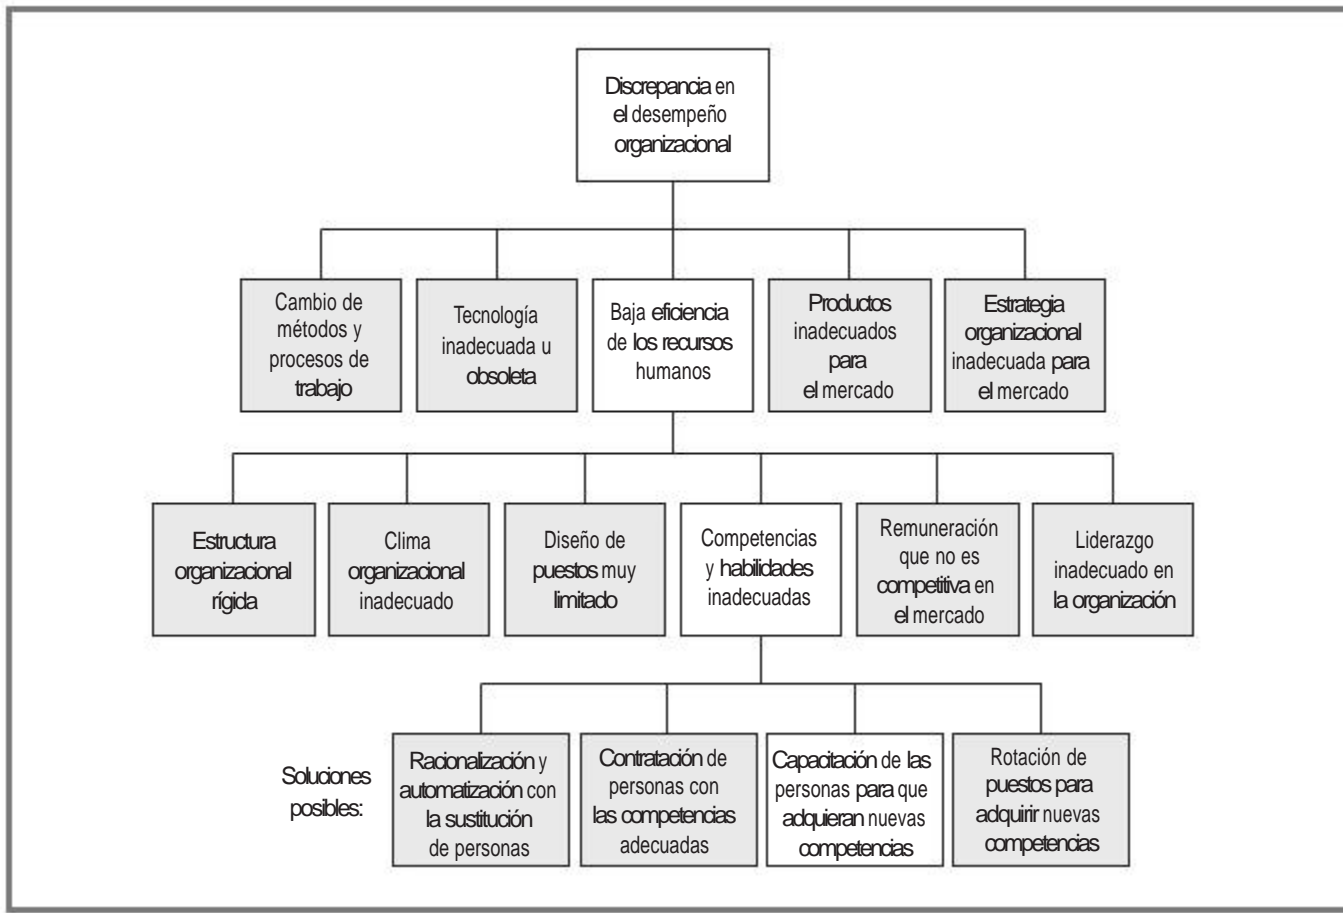 Discrepancia en
el desempeño
organizacional
Cambio de
métodos y
procesos de
trabajo
Tecnología
inadecuada u
obsoleta
Baja eficiencia
de los recursos
humanos
Productos
inadecuados
para
el mercado
Estrategia
organizacional
inadecuada para
el mercado
Estructura
organizacional
rígida
Clima
organizacional
inadecuado
Diseño de
puestos muy
limitado
Competencias
y habilidades
inadecuadas
Remuneración
que no es
competitiva en
el mercado
Liderazgo
inadecuado en
la organización
Soluciones
posibles:
Racionalización y
automatización con
la sustitución
de personas
Contratación de
personas con
las competencias
adecuadas
Capacitación de las
personas para que
adquieran nuevas
competencias
Rotación de
puestos para
adquirir nuevas
competencias